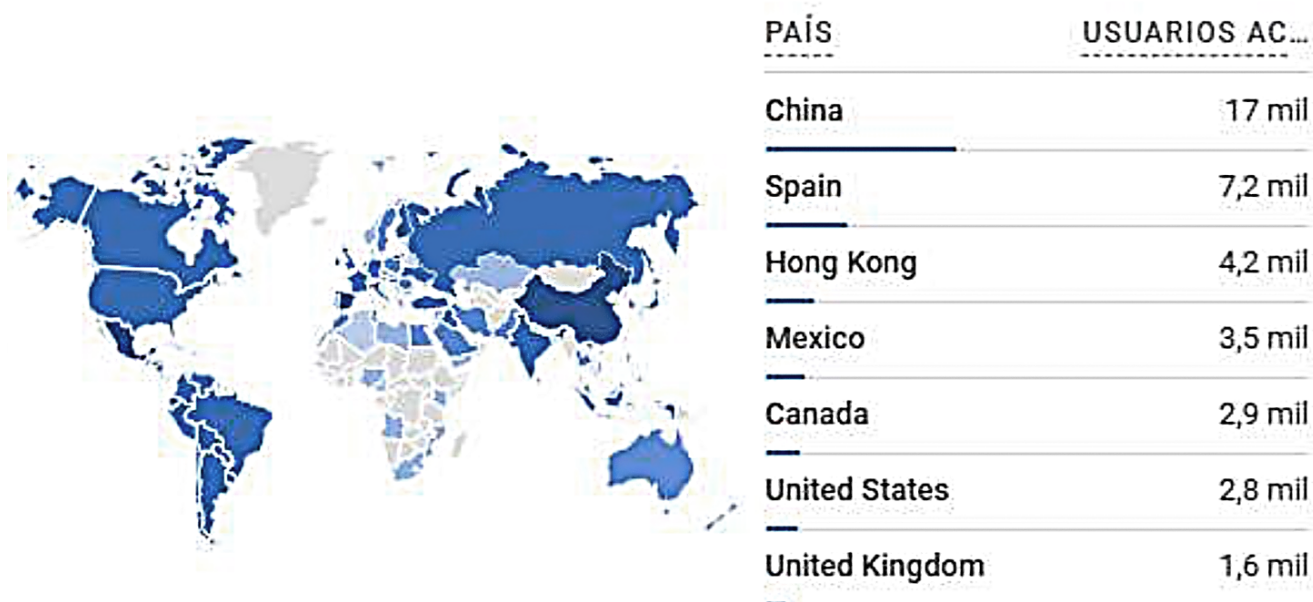 PAÍS USUARIOS AC...
China 17 mil
Spain 7,2 mil
Hong Kong 4,2 mil
Mexico 3,5 mil
Canada 2,9 mil
United States 2,8 mil
United Kingdom 1,6 mil